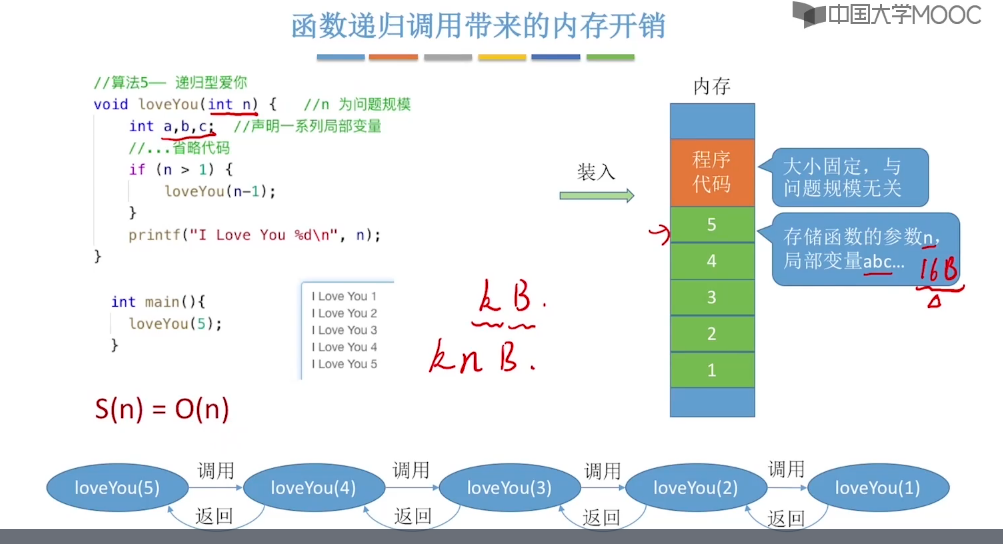 函数递归调用带来的内存开销
中国大学MOOC
//算法5—— 递归型爱你
void loveYou(int n) {   //n 为问题规模
int a,b,c;  //声明一系列局部变量
//...省略代码
if (n > 1) {
loveYou(n-1);
}
printf("I Love You %d\n", n);
}
int main(){
loveYou(5);
}
I Love You 1
I Love You 2
I Love You 3
I Love You 4
I Love You 5
S(n) = O(n)
kB.
knB.
装入
内存
程序
代码
5
4
3
2
1
大小固定，与
问题规模无关
存储函数的参数n，
局部变量abc…
16B
loveYou(5)
调用
返回
loveYou(4)
调用
返回
loveYou(3)
调用
返回
loveYou(2)
调用
返回
loveYou(1)